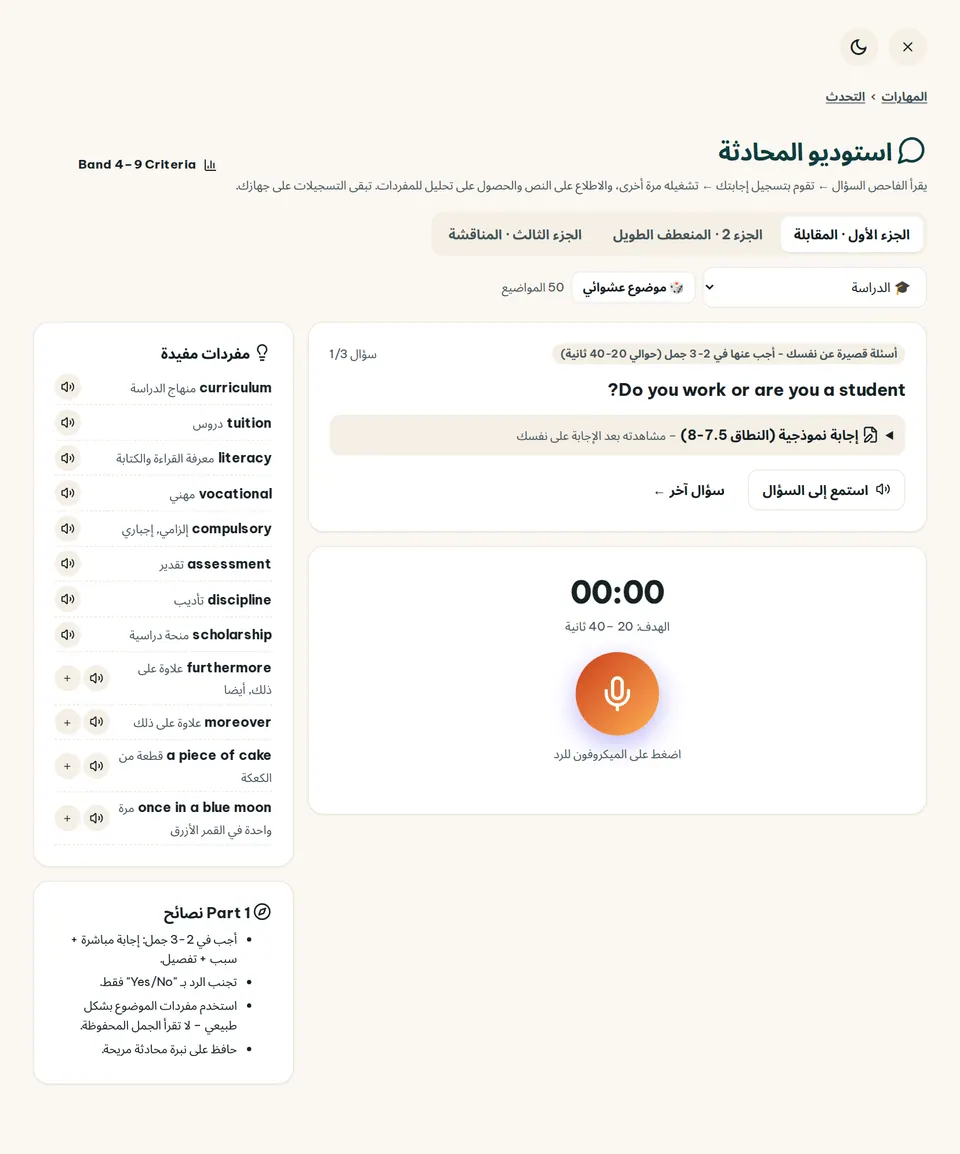 المهارات › التحدث
استوديو المحادثة
Band 4–9 Criteria
يقرأ الفاحص السؤال ← تقوم بتسجيل إجابتك ← تشغيله مرة أخرى، والاطلاع على النص والحصول على تحليل للمفردات. تبقى التسجيلات على جهازك.
الجزء الأول · المقابلة
الجزء 2 · المنعطف الطويل
الجزء الثالث · المناقشة
🎓 الدراسة
🎲 موضوع عشوائي
50 المواضيع
أسئلة قصيرة عن نفسك - أجب عنها في 2-3 جمل (حوالي 20-40 ثانية)
سؤال 1/3
Do you work or are you a student?
إجابة نموذجية (النطاق 7.5-8) – مشاهدته بعد الإجابة على نفسك
استمع إلى السؤال
سؤال آخر ←
00:00
الهدف: 20 –40 ثانية
اضغط على الميكروفون للرد
مفردات مفيدة
curriculum منهاج الدراسة
tuition دروس
literacy معرفة القراءة والكتابة
vocational مهني
compulsory إلزامي, إجباري
assessment تقدير
discipline تأديب
scholarship منحة دراسية
furthermore علاوة على
ذلك, أيضا
+
moreover علاوة على ذلك
+
a piece of cake قطعة من
الكعكة
+
once in a blue moon مرة
واحدة في القمر الأزرق
+
Part 1 نصائح
أجب في 2-3 جمل: إجابة مباشرة +
سبب + تفصيل.
تجنب الرد بـ "Yes/No" فقط.
استخدم مفردات الموضوع بشكل
طبيعي – لا تقرأ الجمل المحفوظة.
حافظ على نبرة محادثة مريحة.